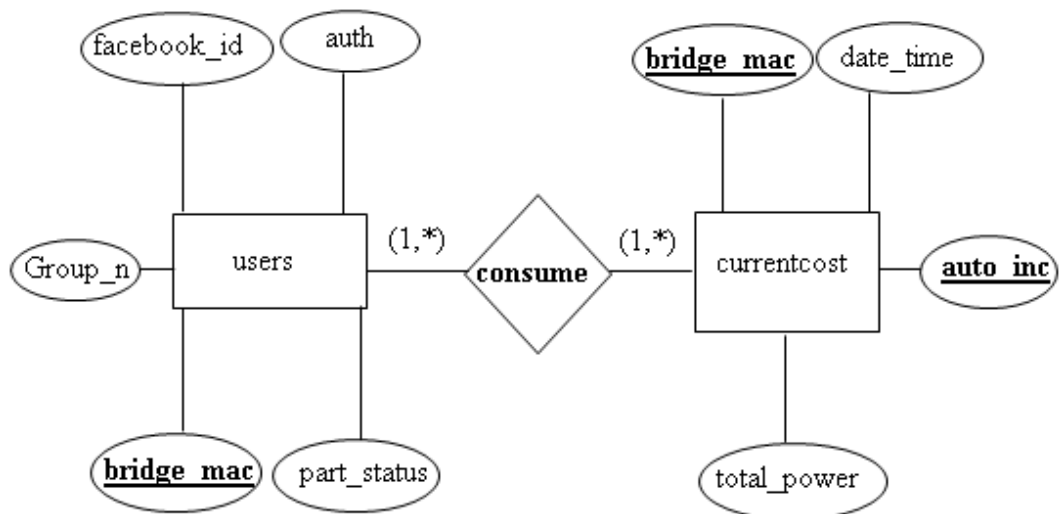 facebook_id
auth
bridge_mac
date_time
users
(1,*)
consume
(1,*)
currentcost
Group_n
auto_inc
bridge_mac
part_status
total_power